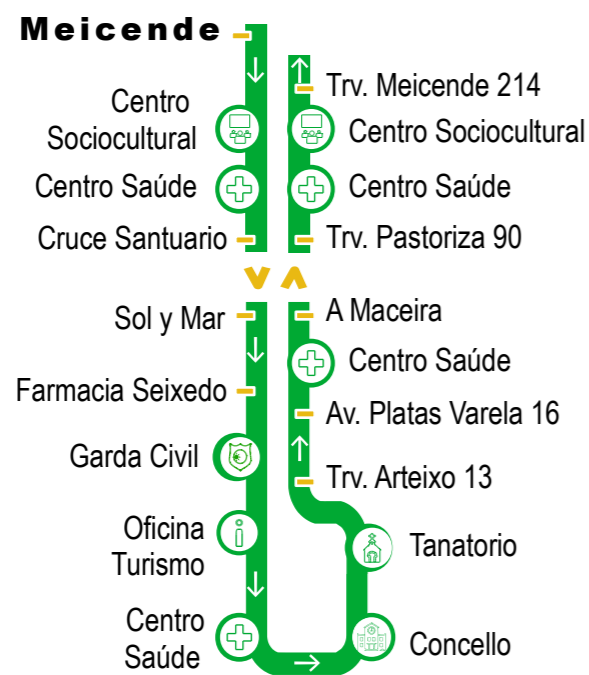 Meicende
Trv. Meicende 214
Centro
Sociocultural
Centro Sociocultural
Centro Saúde
Centro Saúde
Cruce Santuario
Trv. Pastoriza 90
Sol y Mar
A Maceira
Centro Saúde
Farmacia Seixedo
Av. Platas Varela 16
Garda Civil
Trv. Arteixo 13
Oficina
Turismo
Tanatorio
Centro
Saúde
Concello